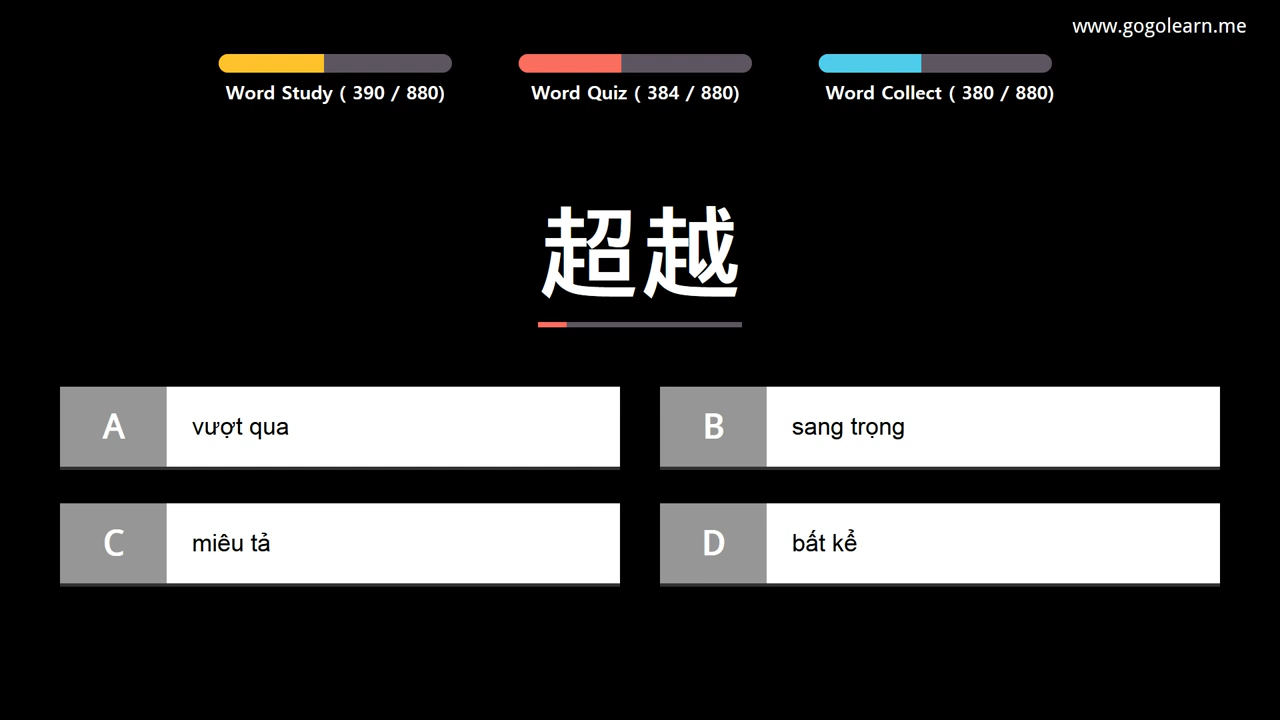 www.gogolearn.me
Word Study ( 390 / 880)
Word Quiz ( 384 / 880)
Word Collect ( 380 / 880)
超越
A
vượt qua
B
sang trọng
C
miêu tả
D
bất kể